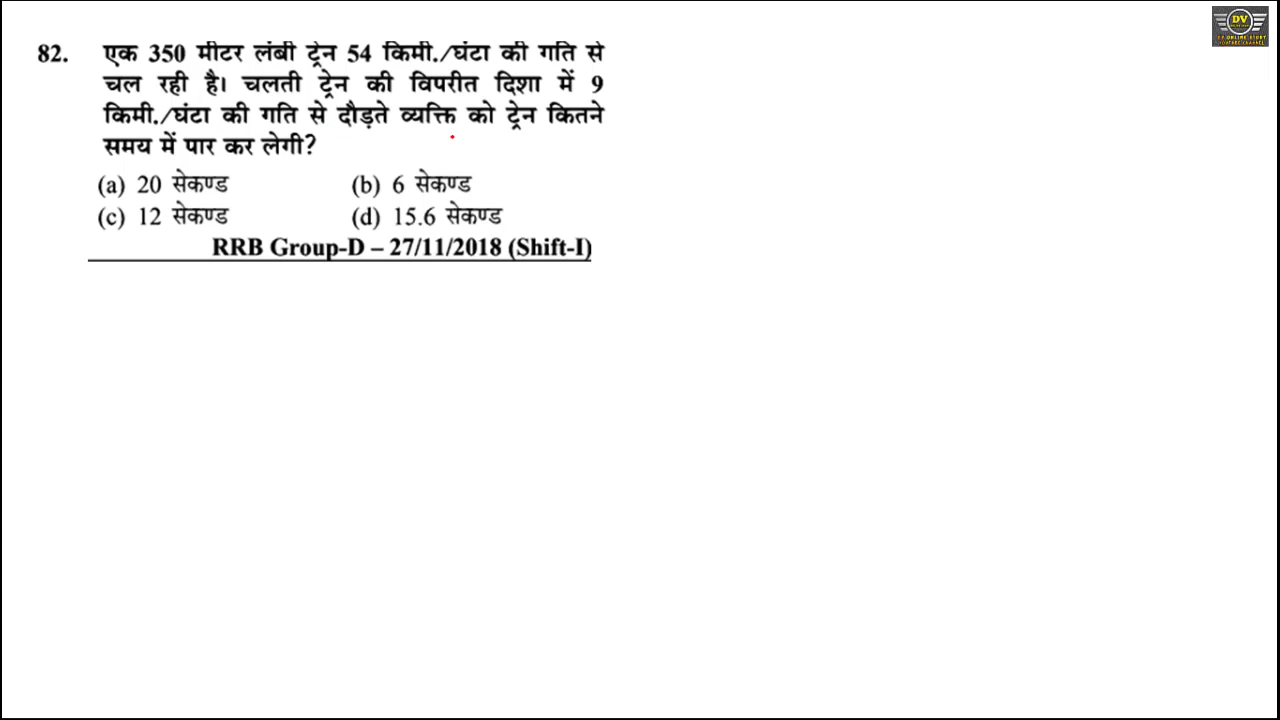 DV
82. एक 350 मीटर लंबी ट्रेन 54 किमी./घंटा की गति से
चल रही है। चलती ट्रेन की विपरीत दिशा में 9
किमी./घंटा की गति से दौड़ते व्यक्ति को ट्रेन कितने
समय में पार कर लेगी?
(a) 20 सेकण्ड (b) 6 सेकण्ड
(c) 12 सेकण्ड (d) 15.6 सेकण्ड
RRB Group-D – 27/11/2018 (Shift-I)